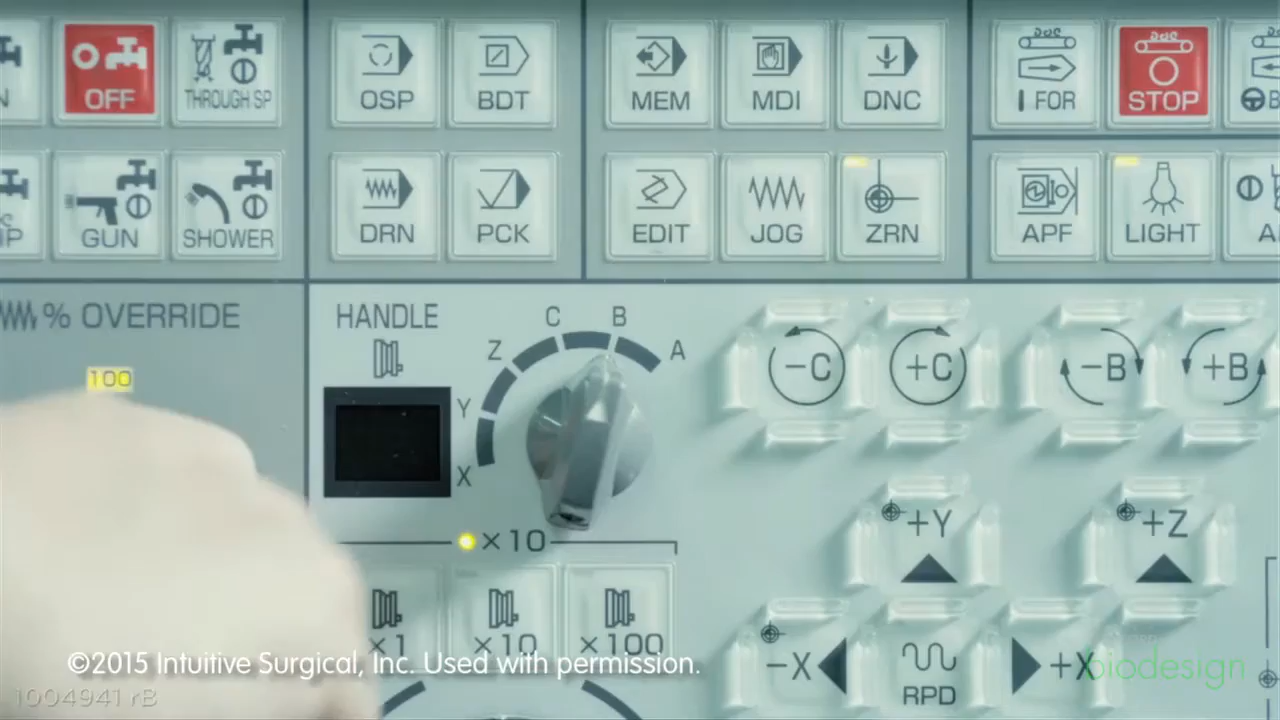 OFF THROUGH SP OSP BDT MEM MDI DNC FOR STOP
GUN SHOWER DRN PCK EDIT JOG ZRN APF LIGHT
% OVERRIDE HANDLE C B
Z A
100 Y X
-C +C -B +B
×10
+Y +Z
×1 ×10 ×100
-X RPD +X
©2015 Intuitive Surgical, Inc. Used with permission.
biodesign
1004941 rB